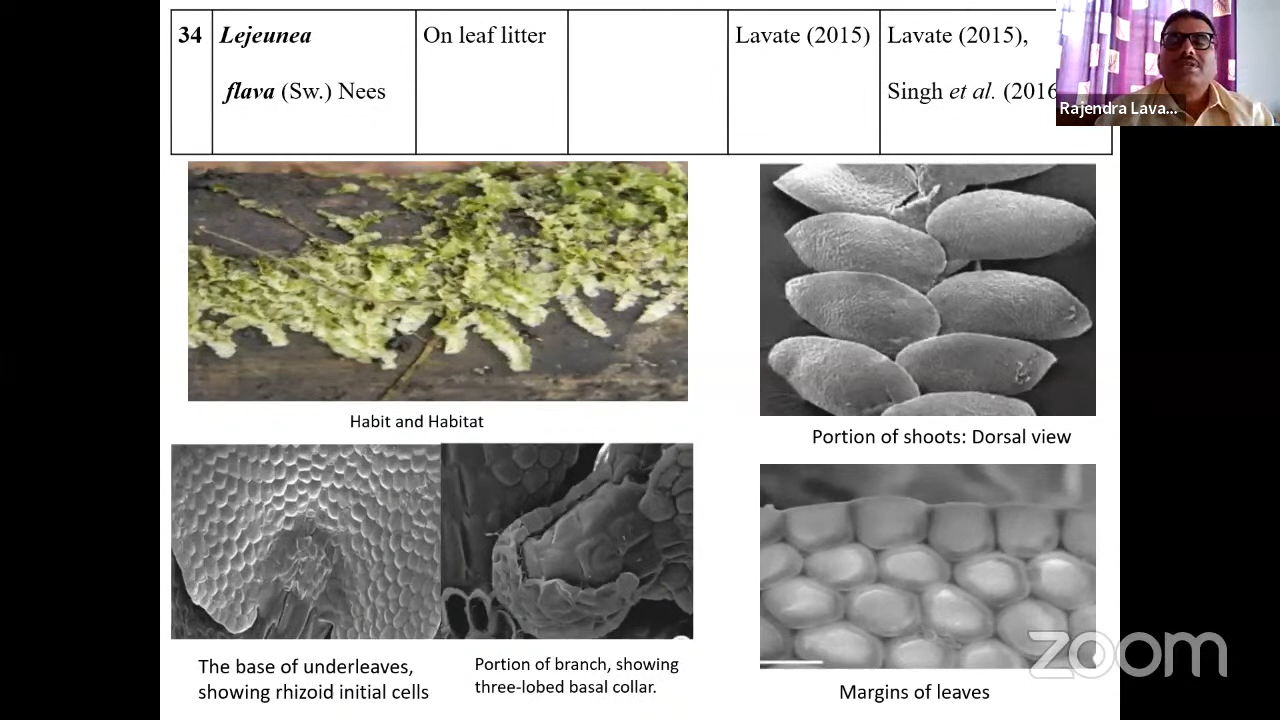 34
Lejeunea
flava (Sw.) Nees
On leaf litter
Lavate (2015)
Lavate (2015),
Singh et al. (2016
Rajendra Lava...
Habit and Habitat
Portion of shoots: Dorsal view
The base of underleaves,
showing rhizoid initial cells
Portion of branch, showing
three-lobed basal collar.
Margins of leaves
zoom